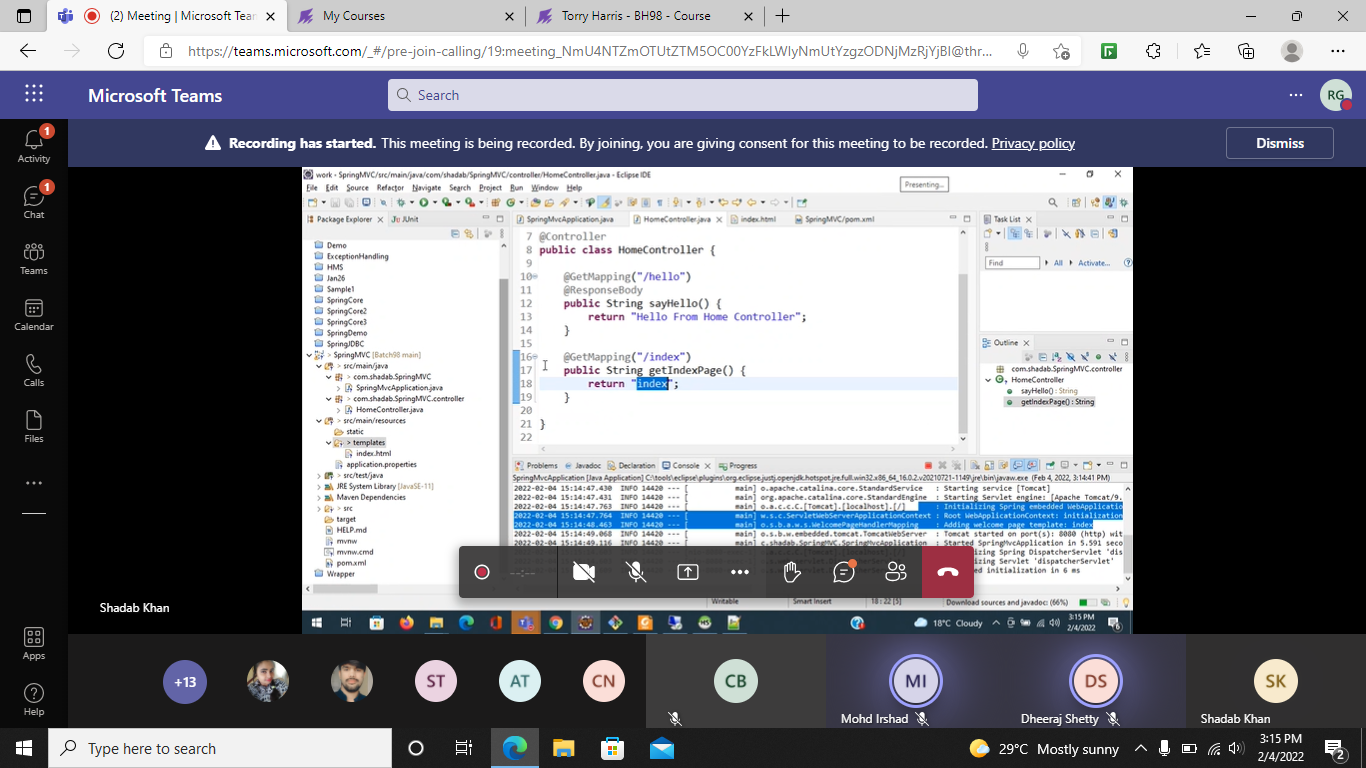 (2) Meeting | Microsoft Tea
My Courses
Torry Harris - BH98 - Course
https://teams.microsoft.com/_#/pre-join-calling/19:meeting_NmU4NTZmOTUtZTM5OC00YzFkLWIyNmUtYzgzODNjMzRjYjBl@thr...
Microsoft Teams
Search
RG
Recording has started. This meeting is being recorded. By joining, you are giving consent for this meeting to be recorded. Privacy policy
Dismiss
1
Activity
1
Chat
Teams
Calendar
Calls
Files
Apps
Help
work - SpringMVC/src/main/java/com/shadab/SpringMVC/controller/HomeController.java - Eclipse IDE
File Edit Source Refactor Navigate Search Project Run Window Help
Presenting...
Package Explorer
JUnit
Demo
ExceptionHandling
HMS
Jan26
Sample1
SpringCore
SpringCore2
SpringCore3
SpringDemo
SpringJDBC
> SpringMVC [Batch98 main]
> src/main/java
> com.shadab.SpringMVC
> SpringMvcApplication.java
> com.shadab.SpringMVC.controller
> HomeController.java
> src/main/resources
static
> templates
index.html
application.properties
> src/test/java
> JRE System Library [JavaSE-11]
> Maven Dependencies
> src
target
HELP.md
mvnw
mvnw.cmd
pom.xml
Wrapper
SpringMvcApplication.java
HomeController.java
index.html
SpringMVC/pom.xml
7 @Controller
8 public class HomeController {
9
10 @GetMapping("/hello")
11 @ResponseBody
12 public String sayHello() {
13 return "Hello From Home Controller";
14 }
15
16 @GetMapping("/index")
17 public String getIndexPage() {
18 return "index";
19 }
20
21 }
22
Task List
Find
All
Activate...
Outline
com.shadab.SpringMVC.controller
HomeController
sayHello() : String
getIndexPage() : String
Problems
Javadoc
Declaration
Console
Progress
SpringMvcApplication [Java Application] C:\tools\eclipse\plugins\org.eclipse.justj.openjdk.hotspot.jre.full.win32.x86_64_16.0.2.v20210721-1149\jre\bin\javaw.exe (Feb 4, 2022, 3:14:41 PM)
2022-02-04 15:14:47.430 INFO 14420 --- [ main] o.apache.catalina.core.StandardService : Starting service [Tomcat]
2022-02-04 15:14:47.431 INFO 14420 --- [ main] org.apache.catalina.core.StandardEngine : Starting Servlet engine: [Apache Tomcat/9.
2022-02-04 15:14:47.763 INFO 14420 --- [ main] o.a.c.c.C.[Tomcat].[localhost].[/] : Initializing Spring embedded WebApplicatio
2022-02-04 15:14:47.764 INFO 14420 --- [ main] w.s.c.ServletWebServerApplicationContext : Root WebApplicationContext: initialization
2022-02-04 15:14:48.463 INFO 14420 --- [ main] o.s.b.a.w.s.WelcomePageHandlerMapping : Adding welcome page template: index
2022-02-04 15:14:49.068 INFO 14420 --- [ main] o.s.b.w.embedded.tomcat.TomcatWebServer : Tomcat started on port(s): 8080 (http) wit
2022-02-04 15:14:49.116 INFO 14420 --- [ main] c.shadab.SpringMVC.SpringMvcApplication : Started SpringMvcApplication in 5.591 seco
izing Spring DispatcherServlet 'dis
izing Servlet 'dispatcherServlet'
ed initialization in 6 ms
--:--
Writable
Smart Insert
18 : 22 [5]
Download sources and javadoc: (66%)
18°C Cloudy
3:15 PM
2/4/2022
Shadab Khan
+13
ST
AT
CN
CB
MI
Mohd Irshad
DS
Dheeraj Shetty
SK
Shadab Khan
Type here to search
29°C Mostly sunny
3:15 PM
2/4/2022
2